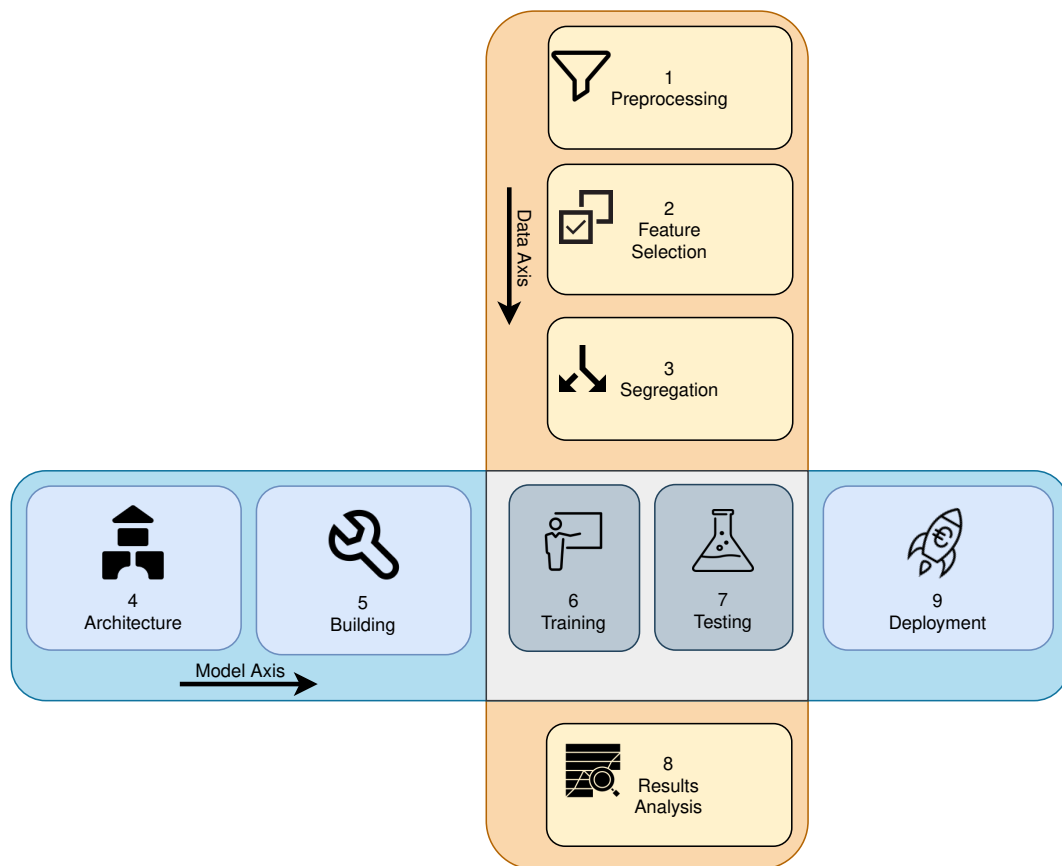 1
Preprocessing
Data Axis
2
Feature
Selection
3
Segregation
4
Architecture
5
Building
6
Training
7
Testing
9
Deployment
Model Axis
8
Results
Analysis